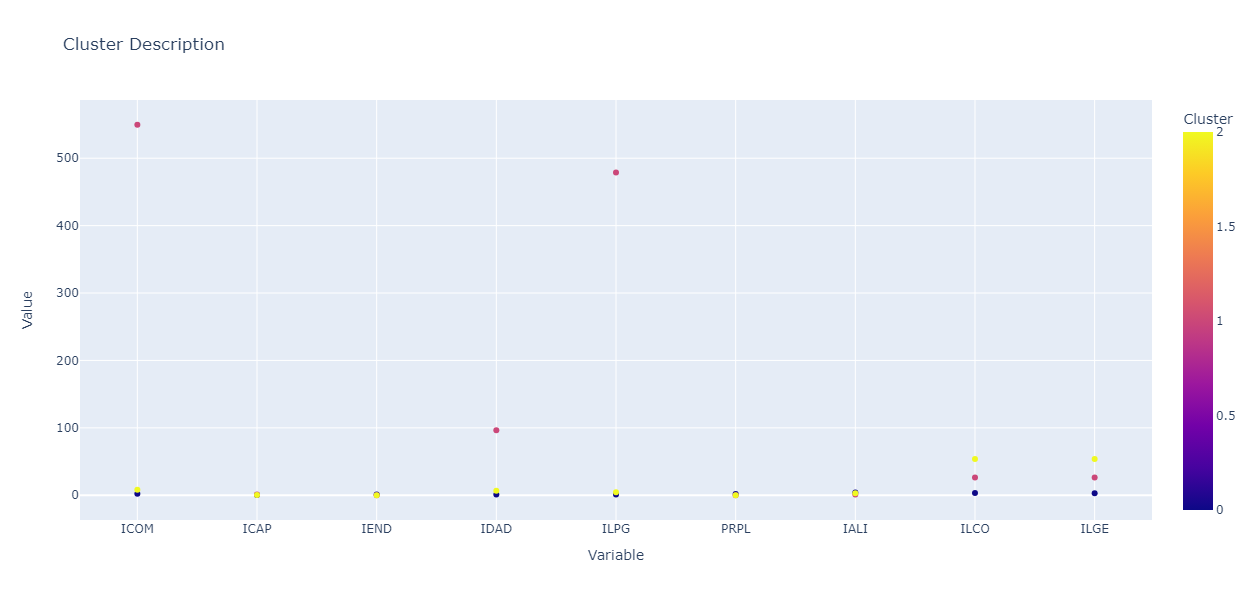 Cluster Description
Value
500
400
300
200
100
0
ICOM ICAP IEND IDAD ILPG PRPL IALI ILCO ILGE
Variable
Cluster
2
1.5
1
0.5
0